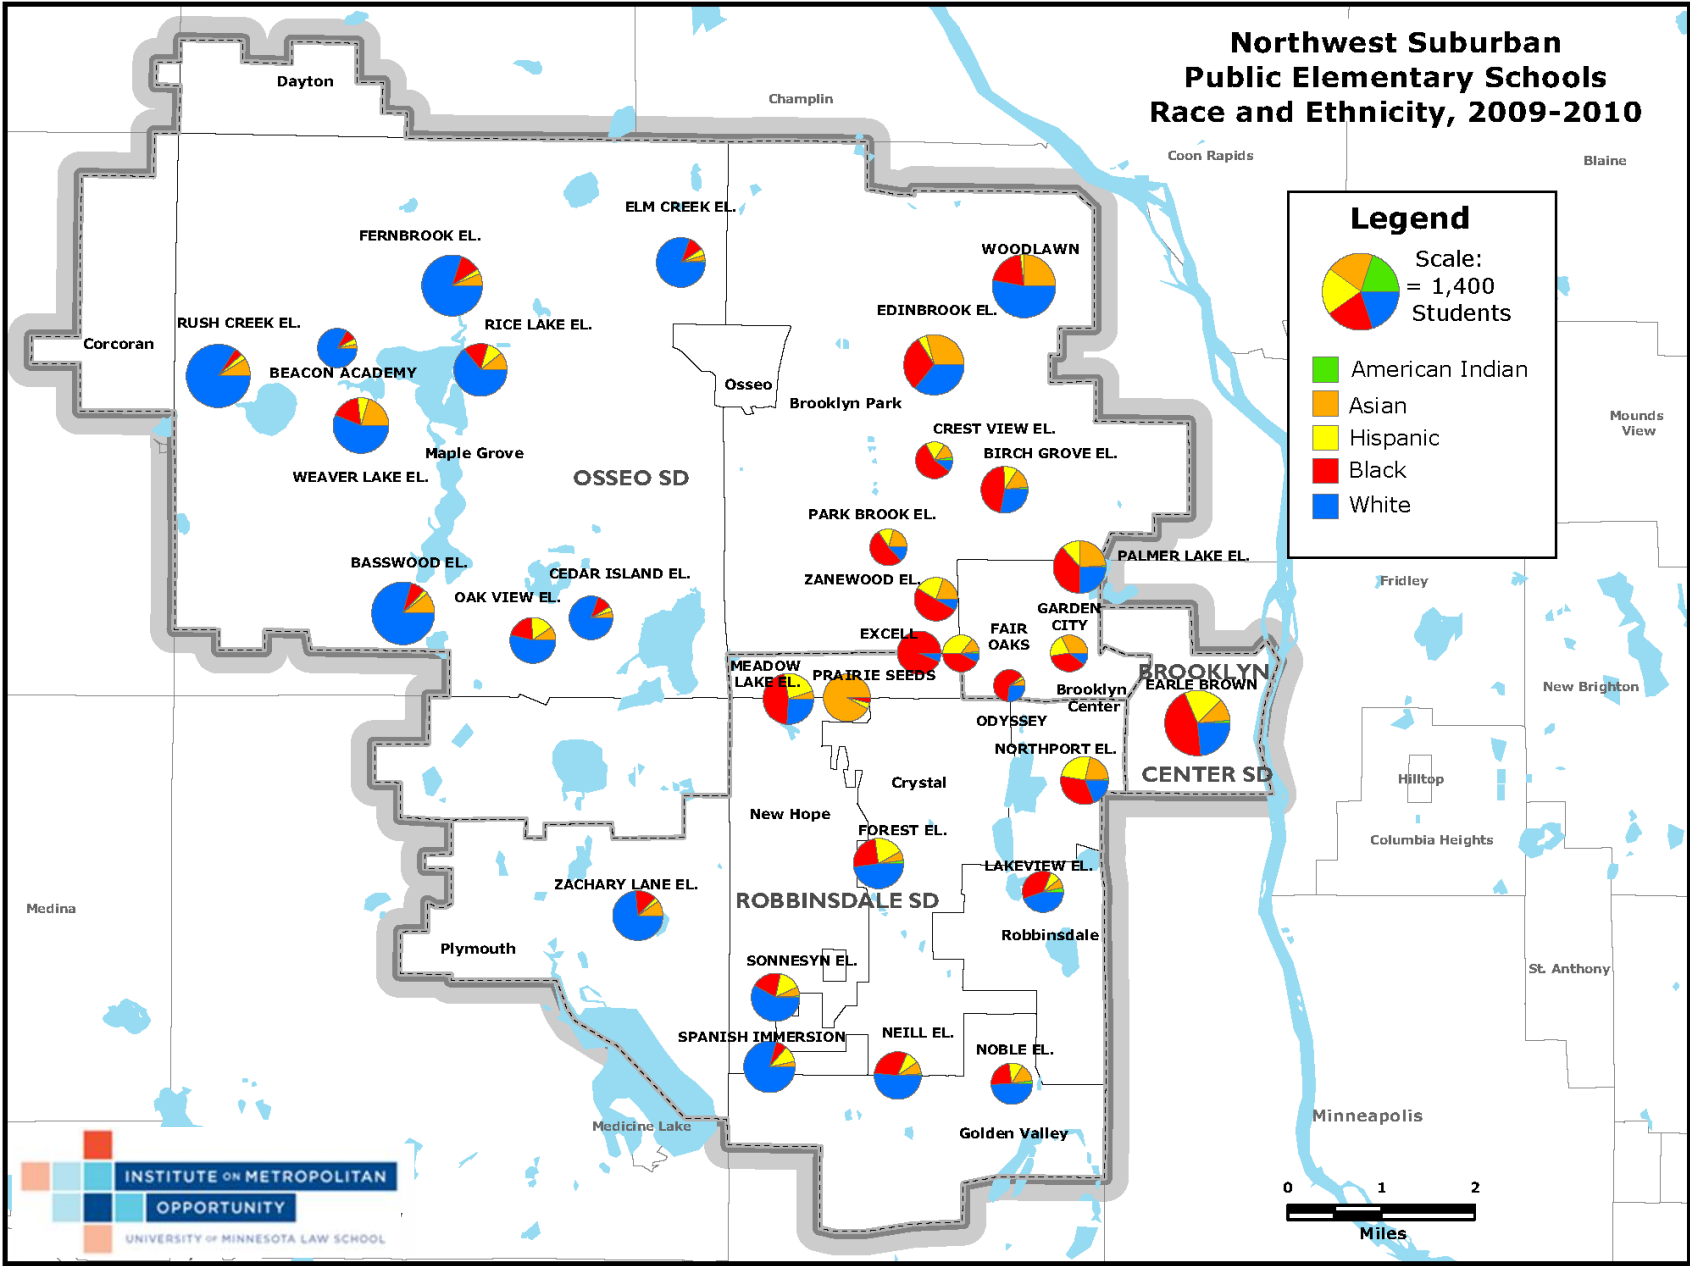 Northwest Suburban
Public Elementary Schools
Race and Ethnicity, 2009-2010
Dayton
Champlin
Coon Rapids
Blaine
Legend
Scale:
= 1,400
Students
American Indian
Asian
Hispanic
Black
White
ELM CREEK EL.
FERNBROOK EL.
WOODLAWN
EDINBROOK EL.
RUSH CREEK EL.
RICE LAKE EL.
Corcoran
BEACON ACADEMY
Osseo
Brooklyn Park
Mounds
View
CREST VIEW EL.
BIRCH GROVE EL.
Maple Grove
WEAVER LAKE EL.
OSSEO SD
PARK BROOK EL.
PALMER LAKE EL.
BASSWOOD EL.
CEDAR ISLAND EL.
ZANEWOOD EL.
Fridley
OAK VIEW EL.
GARDEN
CITY
FAIR
OAKS
EXCELL
MEADOW
LAKE EL.
PRAIRIE SEEDS
BROOKLYN
EARLE BROWN
Brooklyn
Center
New Brighton
ODYSSEY
NORTHPORT EL.
CENTER SD
Hilltop
Crystal
New Hope
FOREST EL.
Columbia Heights
LAKEVIEW EL.
ZACHARY LANE EL.
ROBBINSDALE SD
Medina
Plymouth
Robbinsdale
SONNESYN EL.
St. Anthony
SPANISH IMMERSION
NEILL EL.
NOBLE EL.
Medicine Lake
Golden Valley
Minneapolis
INSTITUTE ON METROPOLITAN
OPPORTUNITY
UNIVERSITY OF MINNESOTA LAW SCHOOL
0 1 2
Miles